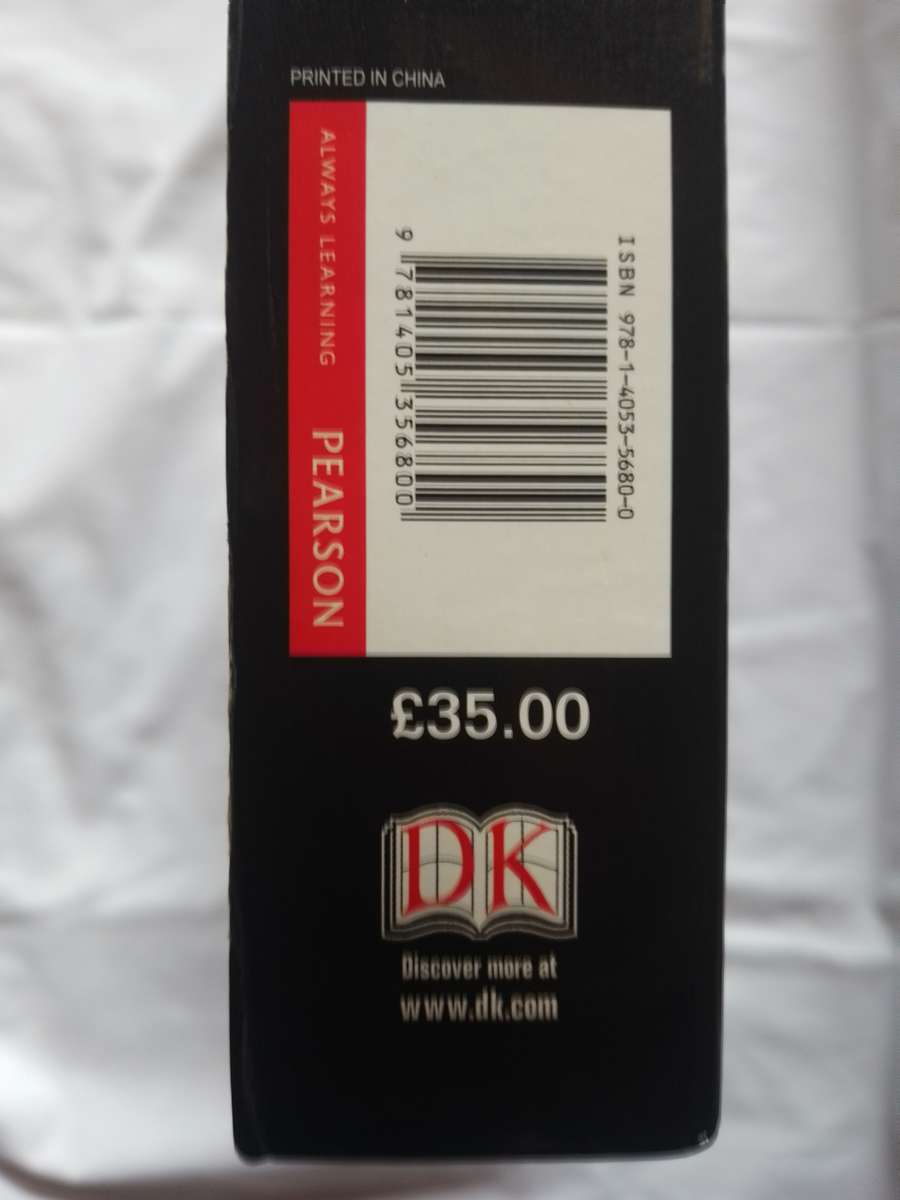 PRINTED IN CHINA
ALWAYS LEARNING
PEARSON
ISBN 978-1-4053-5680-0
9 781405 356800
£35.00
DK
Discover more at
www.dk.com